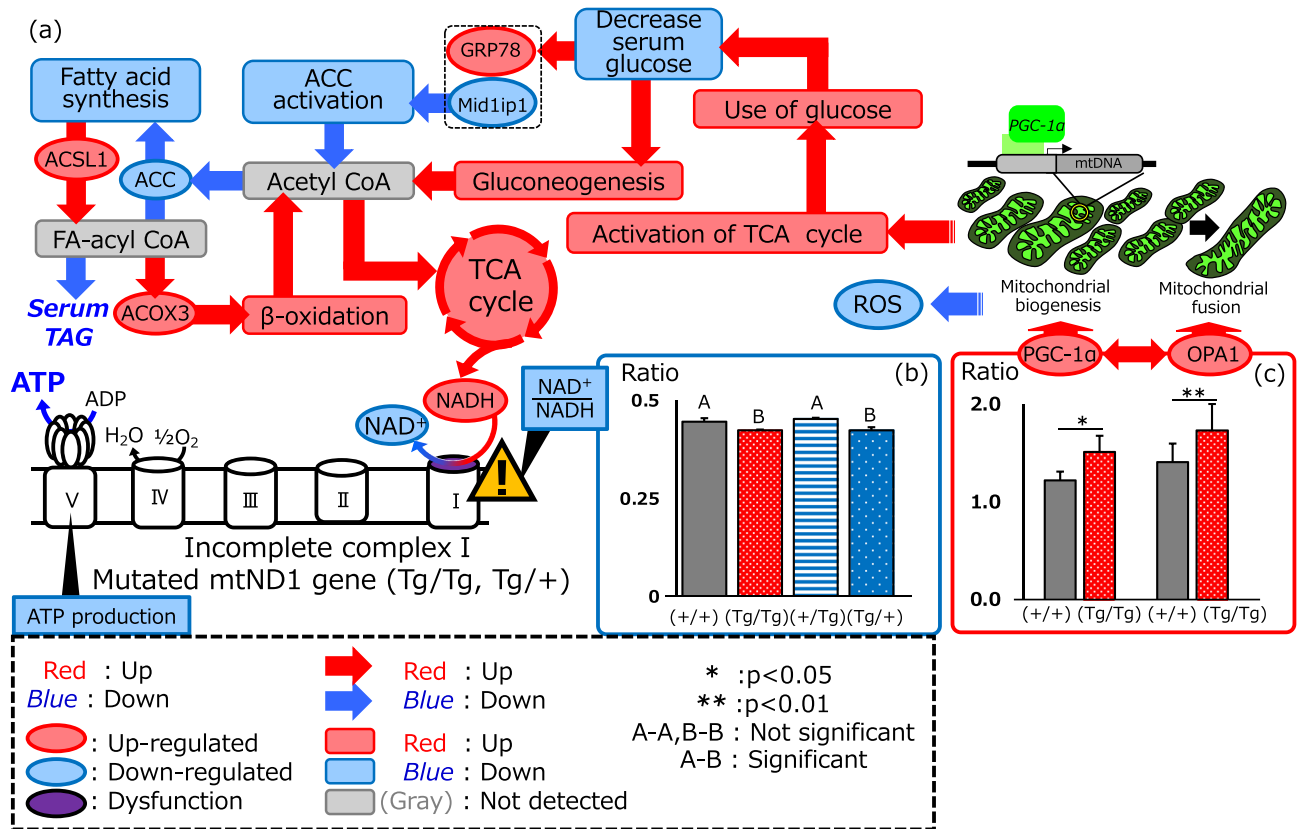 (a)
Fatty acid
synthesis
ACC
activation
GRP78
Mid1ip1
Decrease
serum
glucose
Use of glucose
PGC-1a
mtDNA
ACSL1
ACC
Acetyl CoA
Gluconeogenesis
FA-acyl CoA
Activation of TCA cycle
TCA
cycle
Serum
TAG
ACOX3
β-oxidation
ROS
Mitochondrial
biogenesis
Mitochondrial
fusion
PGC-1α
OPA1
ATP
ADP
H2O
½O2
NADH
NAD+
NAD+
NADH
!
Ⅴ
Ⅳ
Ⅲ
Ⅱ
Ⅰ
Incomplete complex I
Mutated mtND1 gene (Tg/Tg, Tg/+)
ATP production
Ratio
(b)
0.5
0.25
0
A
B
A
B
(+/+)
(Tg/Tg)
(+/Tg)
(Tg/+)
Ratio
(c)
2.0
1.0
0.0
*
**
(+/+)
(Tg/Tg)
(+/+)
(Tg/Tg)
Red : Up
Blue : Down
: Up-regulated
: Down-regulated
: Dysfunction
Red : Up
Blue : Down
Red : Up
Blue : Down
(Gray) : Not detected
* :p<0.05
** :p<0.01
A-A,B-B : Not significant
A-B : Significant